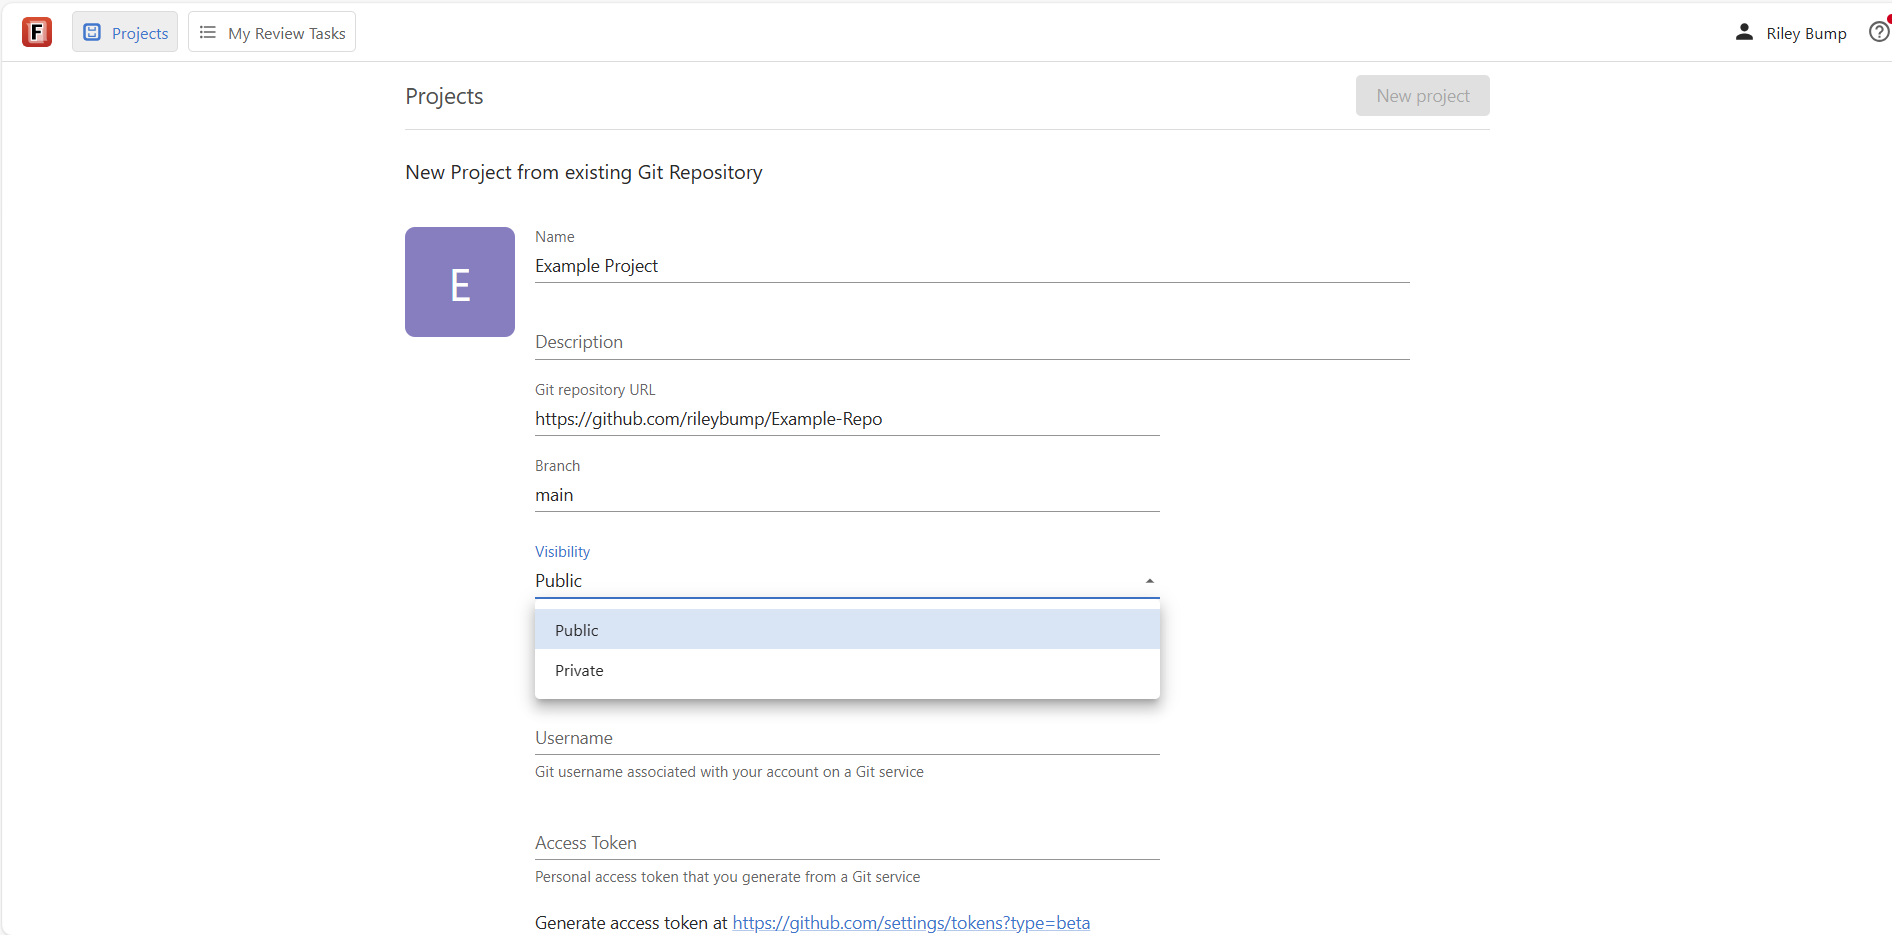 F Projects My Review Tasks Riley Bump ?
Projects New project
New Project from existing Git Repository
E
Name
Example Project
Description
Git repository URL
https://github.com/rileybump/Example-Repo
Branch
main
Visibility
Public
Public
Private
Username
Git username associated with your account on a Git service
Access Token
Personal access token that you generate from a Git service
Generate access token at https://github.com/settings/tokens?type=beta